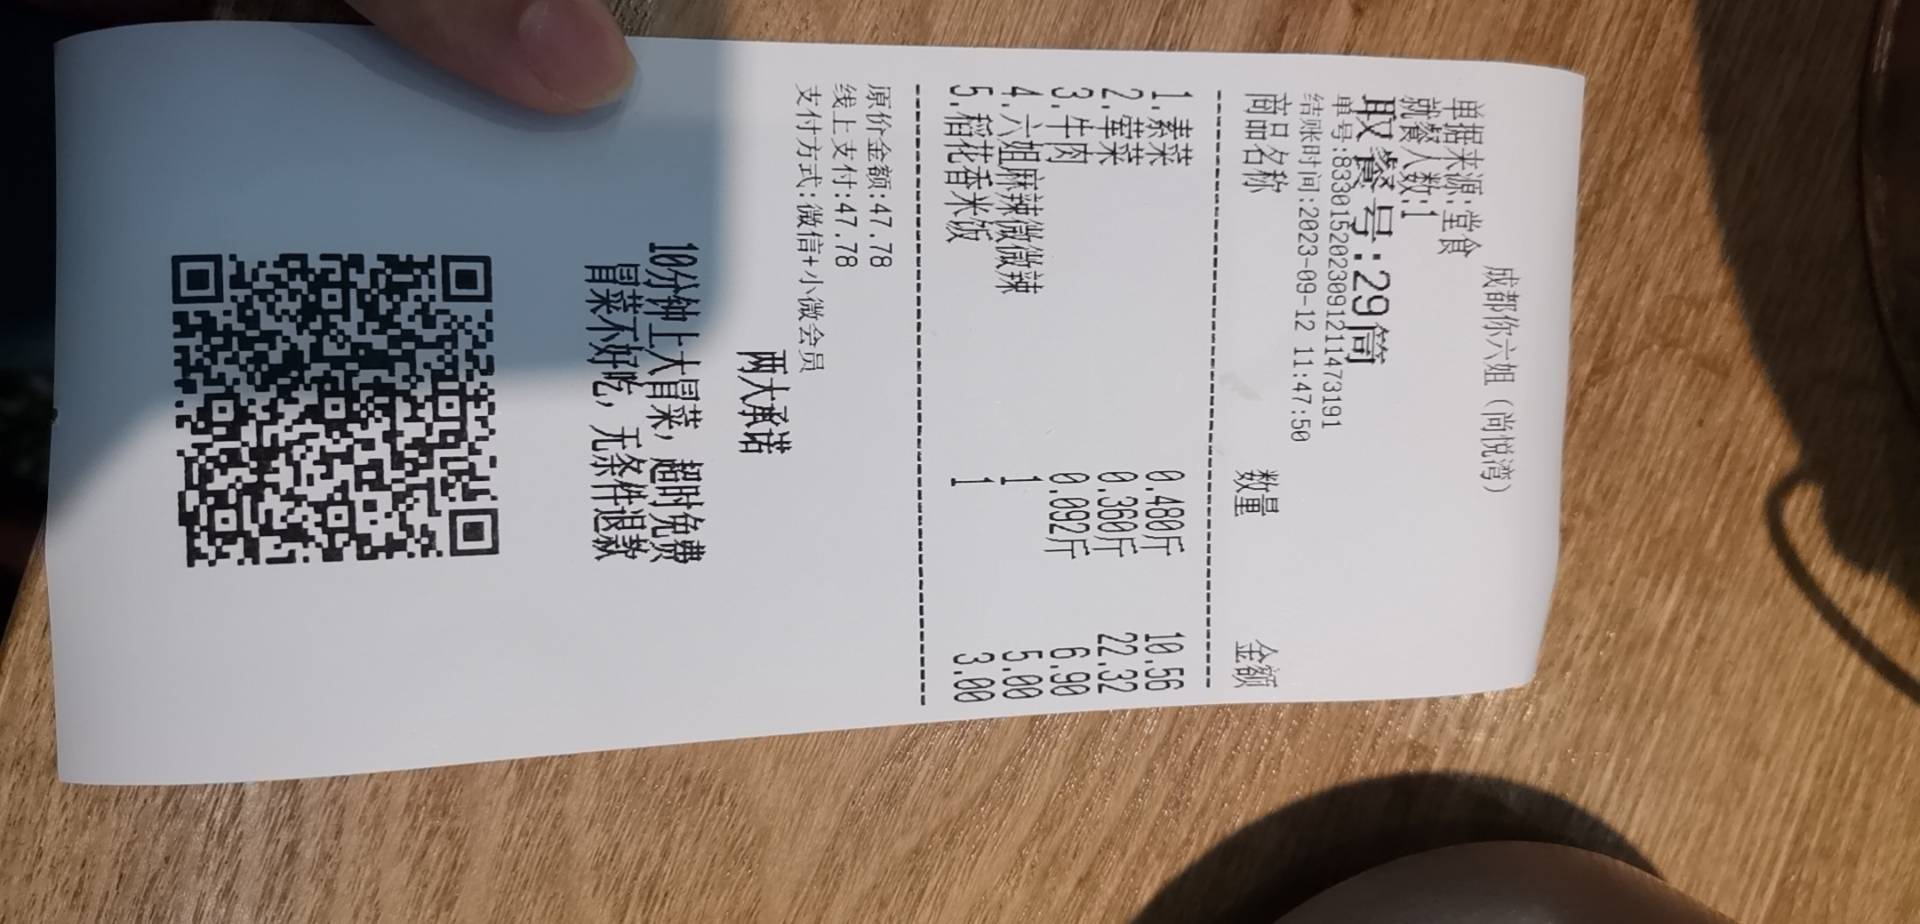 成都你六姐（尚悦湾）
单据来源:堂食
就餐人数:1
取餐号:29筒
单号:8330152023091211473191
结账时间:2023-09-12 11:47:50
商品名称 数量 金额
1.素菜 0.480斤 10.56
2.荤菜 0.360斤 22.32
3.牛肉 0.092斤 6.90
4.六姐麻辣微微辣 1 5.00
5.稻花香米饭 1 3.00
原价金额:47.78
线上支付:47.78
支付方式:微信+小微会员
两大承诺
10分钟上大冒菜，超时免费
冒菜不好吃，无条件退款